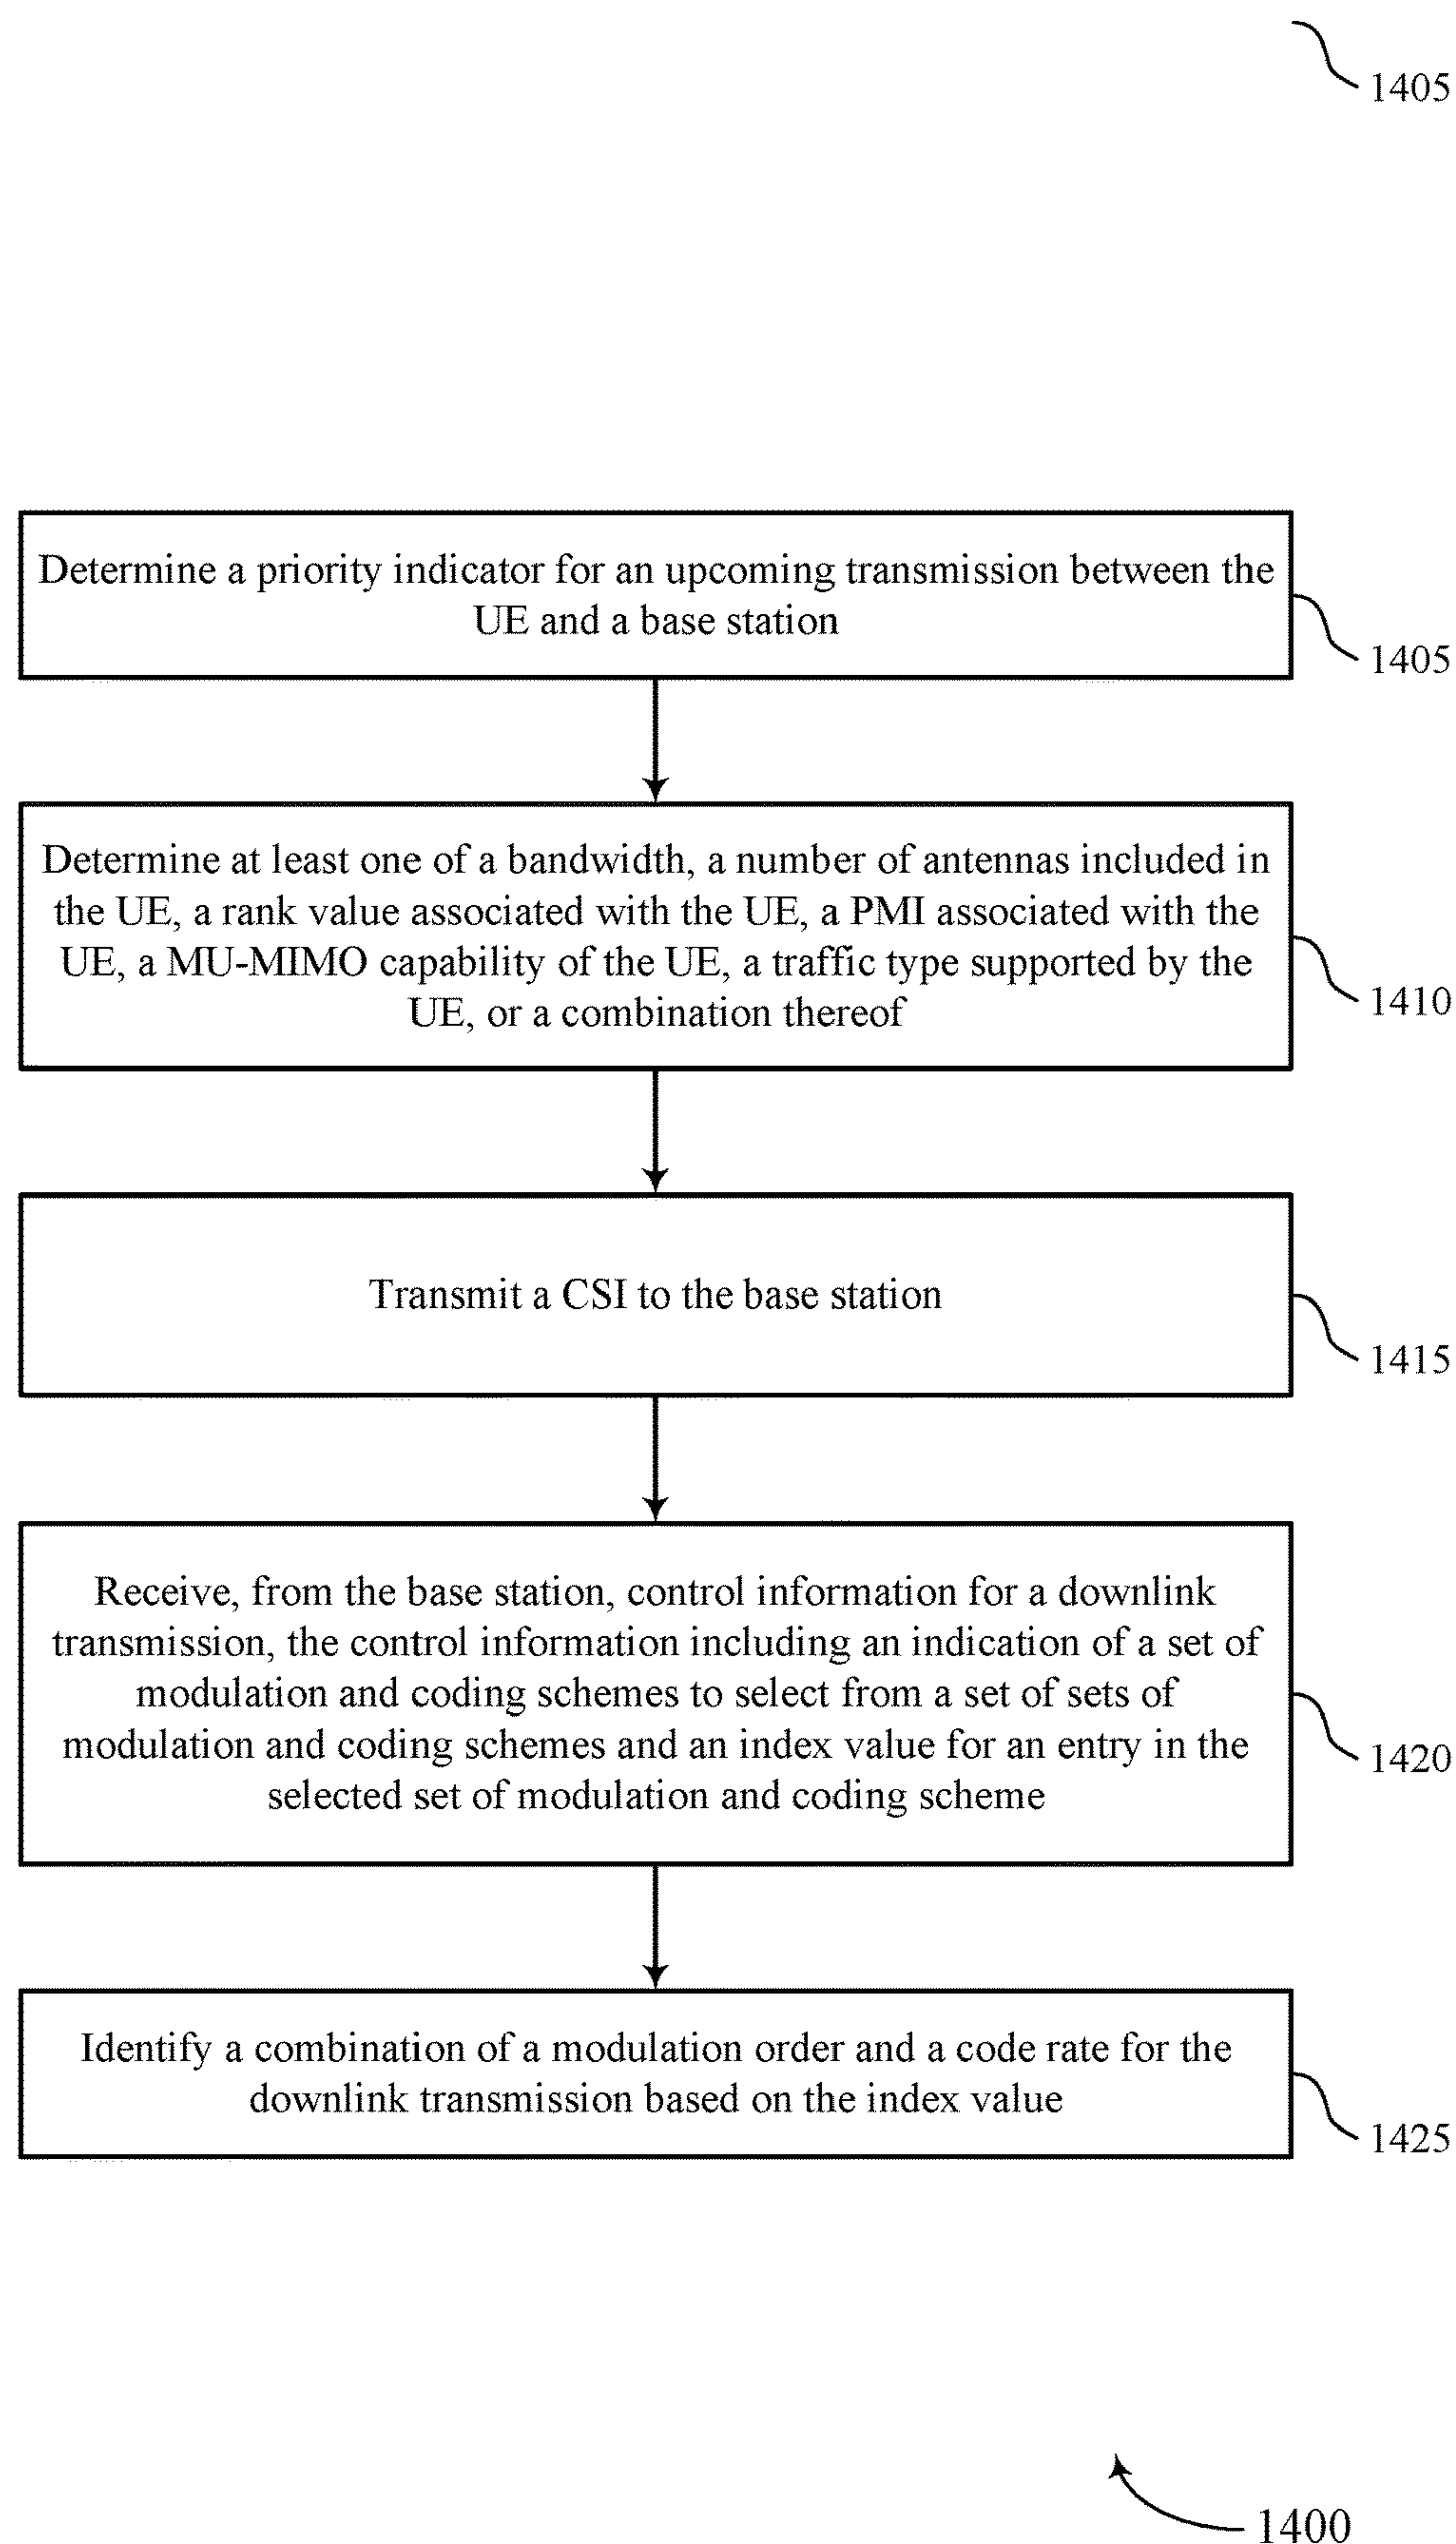 1405
Determine a priority indicator for an upcoming transmission between the
UE and a base station
1405
Determine at least one of a bandwidth, a number of antennas included in
the UE, a rank value associated with the UE, a PMI associated with the
UE, a MU-MIMO capability of the UE, a traffic type supported by the
UE, or a combination thereof
1410
Transmit a CSI to the base station
1415
Receive, from the base station, control information for a downlink
transmission, the control information including an indication of a set of
modulation and coding schemes to select from a set of sets of
modulation and coding schemes and an index value for an entry in the
selected set of modulation and coding scheme
1420
Identify a combination of a modulation order and a code rate for the
downlink transmission based on the index value
1425
1400